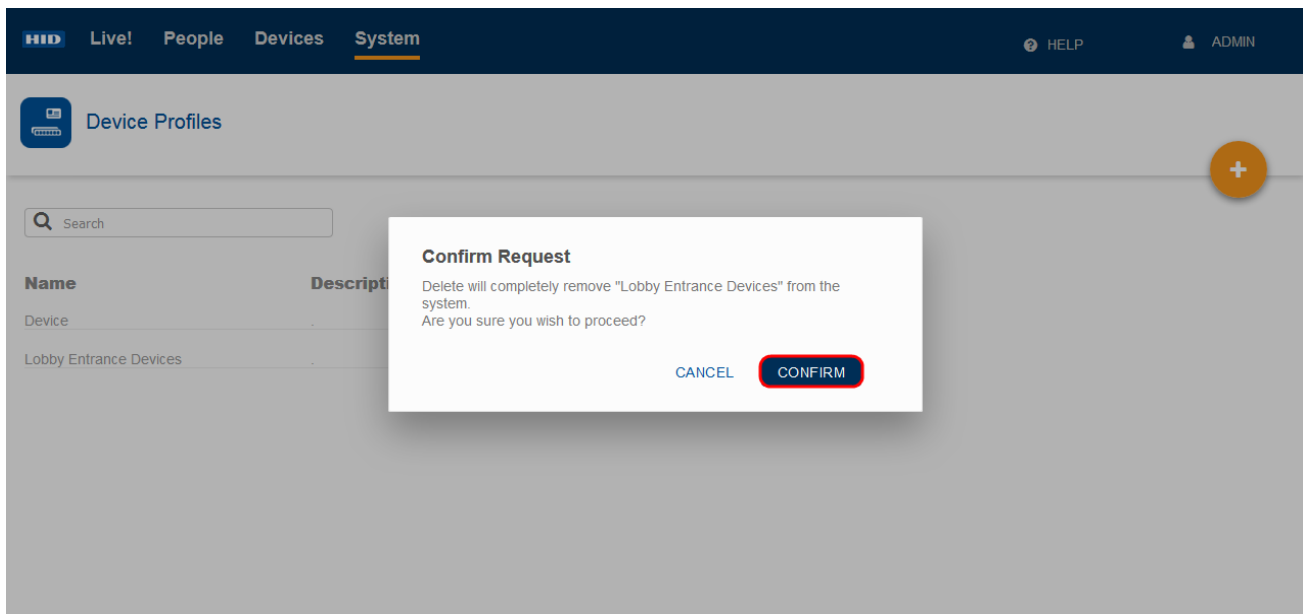 HID Live! People Devices System HELP ADMIN
Device Profiles
Search
Confirm Request
Name Descripti Delete will completely remove "Lobby Entrance Devices" from the
system.
Device . Are you sure you wish to proceed?
Lobby Entrance Devices .
CANCEL CONFIRM